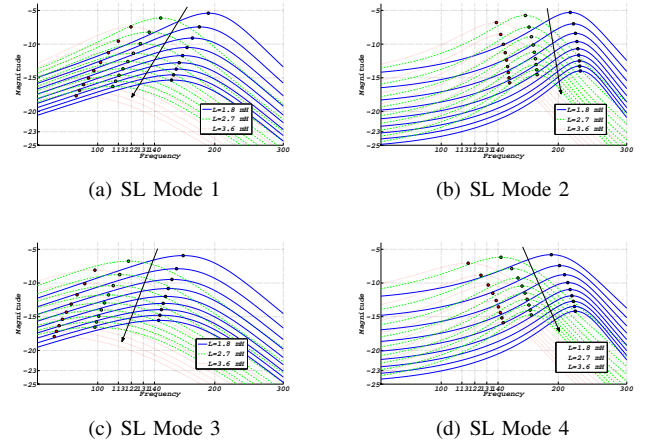 -5
-10
-15
-20
-23
-25
Magnitude
L=1.8 mH
L=2.7 mH
L=3.6 mH
100 113 122 131 140 200 300
Frequency
(a) SL Mode 1
-5
-10
-15
-20
-23
-25
Magnitude
L=1.8 mH
L=2.7 mH
L=3.6 mH
100 113 122 131 140 200 300
Frequency
(b) SL Mode 2
-5
-10
-15
-20
-23
-25
Magnitude
L=1.8 mH
L=2.7 mH
L=3.6 mH
100 113 122 131 140 200 300
Frequency
(c) SL Mode 3
-5
-10
-15
-20
-23
-25
Magnitude
L=1.8 mH
L=2.7 mH
L=3.6 mH
100 113 122 131 140 200 300
Frequency
(d) SL Mode 4